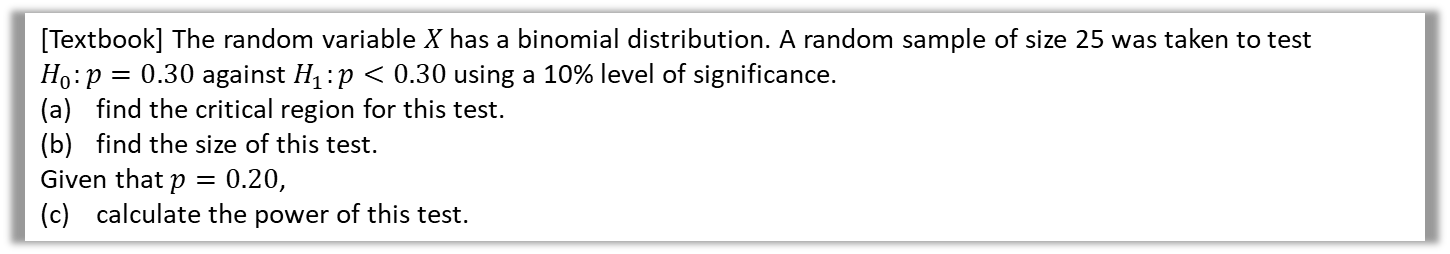 [Textbook] The random variable 𝑋 has a binomial distribution. A random sample of size 25 was taken to test
𝐻₀: 𝑝 = 0.30 against 𝐻₁: 𝑝 < 0.30 using a 10% level of significance.
(a) find the critical region for this test.
(b) find the size of this test.
Given that 𝑝 = 0.20,
(c) calculate the power of this test.